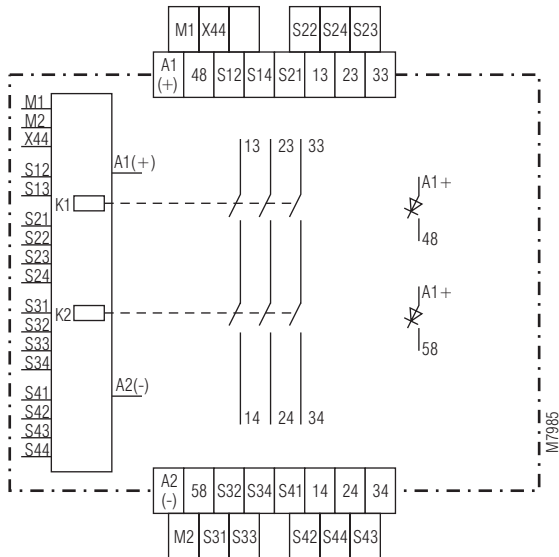 M1 X44 S22 S24 S23
A1 (+) 48 S12 S14 S21 13 23 33
M1
M2
X44
S12
S13
S21
S22
S23
S24
S31
S32
S33
S34
S41
S42
S43
S44
A1(+)
K1
K2
A2(-)
13 23 33
14 24 34
A1+
48
A1+
58
M7985
A2 (-) 58 S32 S34 S41 14 24 34
M2 S31 S33 S42 S44 S43